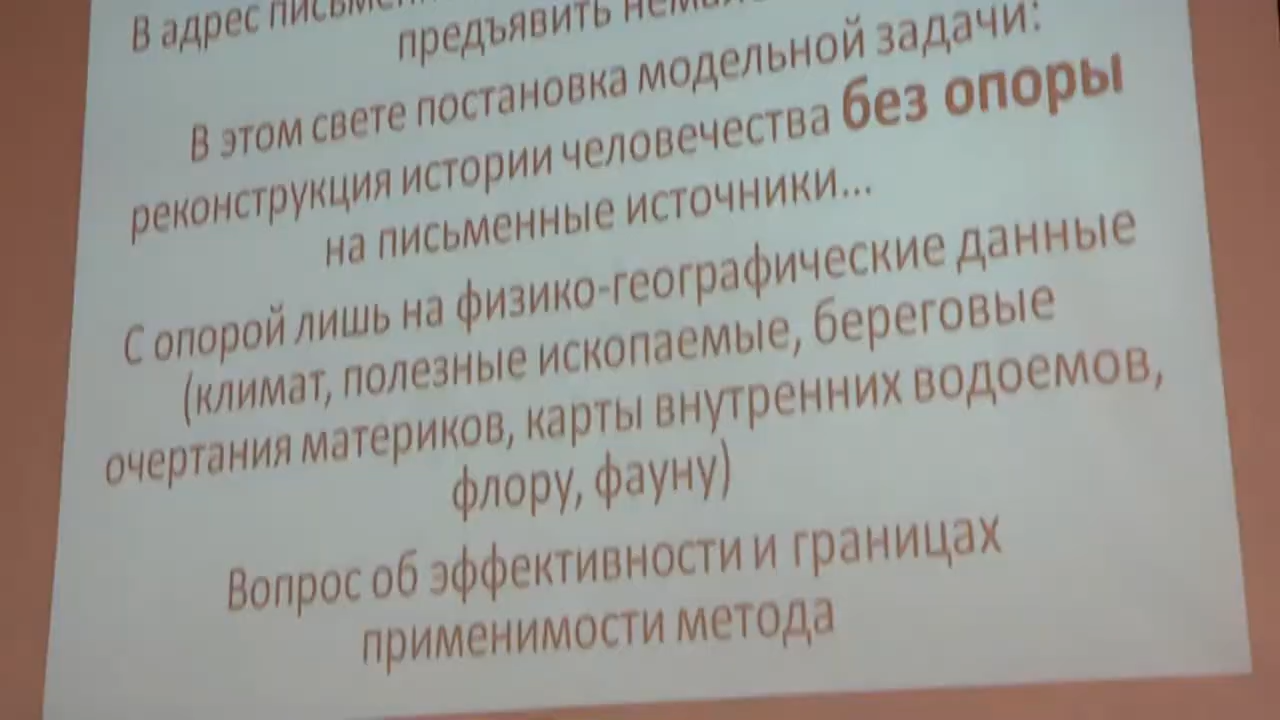 В адрес
предъявить
В этом свете постановка модельной задачи:
реконструкция истории человечества без опоры
на письменные источники...
С опорой лишь на физико-географические данные
(климат, полезные ископаемые, береговые
очертания материков, карты внутренних водоемов,
флору, фауну)
Вопрос об эффективности и границах
применимости метода